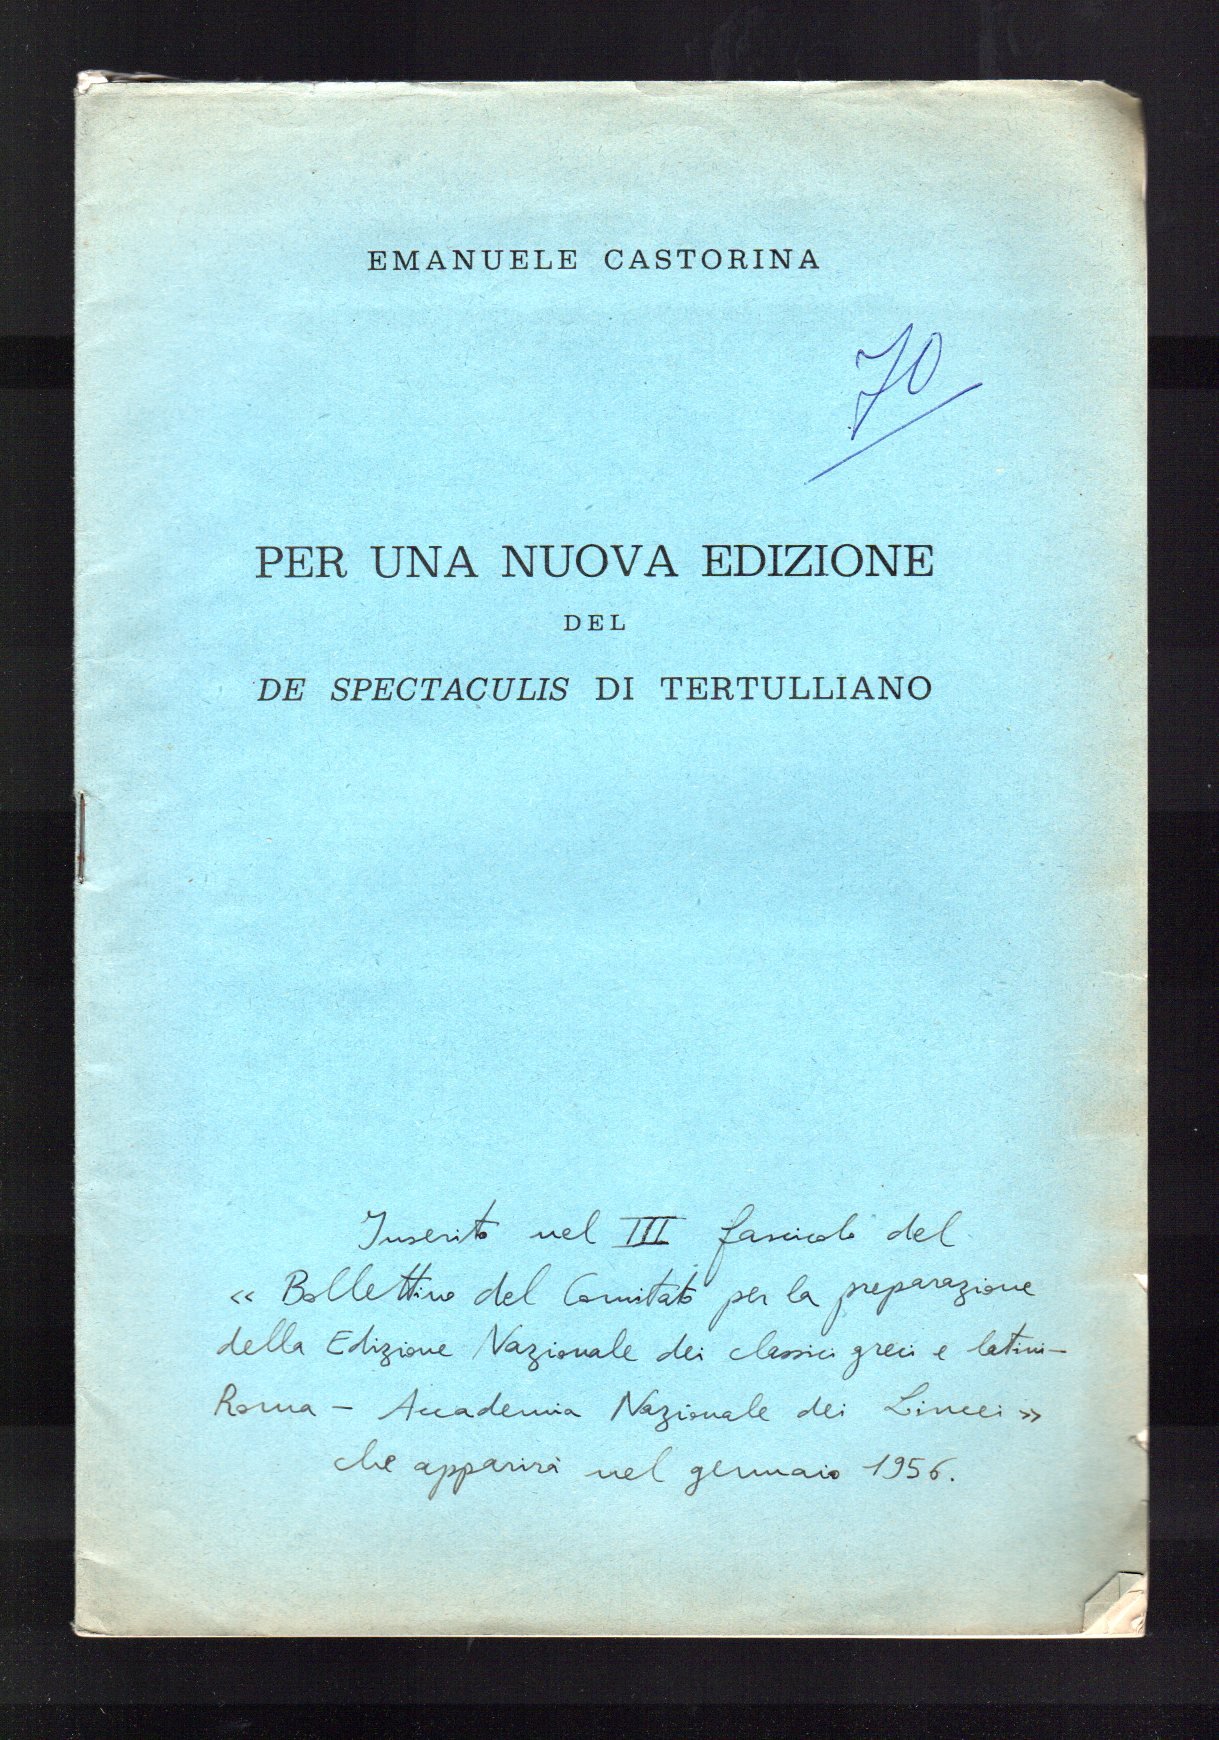 EMANUELE CASTORINA
70
PER UNA NUOVA EDIZIONE
DEL
DE SPECTACULIS DI TERTULLIANO
Inserito nel III fascicolo del
« Bollettino del Comitato per la preparazione
della Edizione Nazionale dei classici greci e latini –
Roma – Accademia Nazionale dei Lincei »
che apparirà nel gennaio 1956.